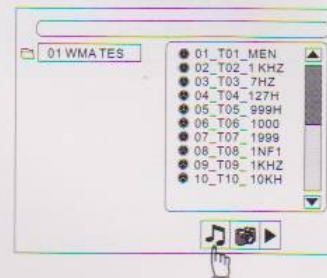 01 WMA TES
01_T01_MEN
02_T02_1 KHZ
03_T03_7HZ
04_T04_127H
05_T05_999H
06_T06_1000
07_T07_1999
08_T08_1NF1
09_T09_1KHZ
10_T10_10KH